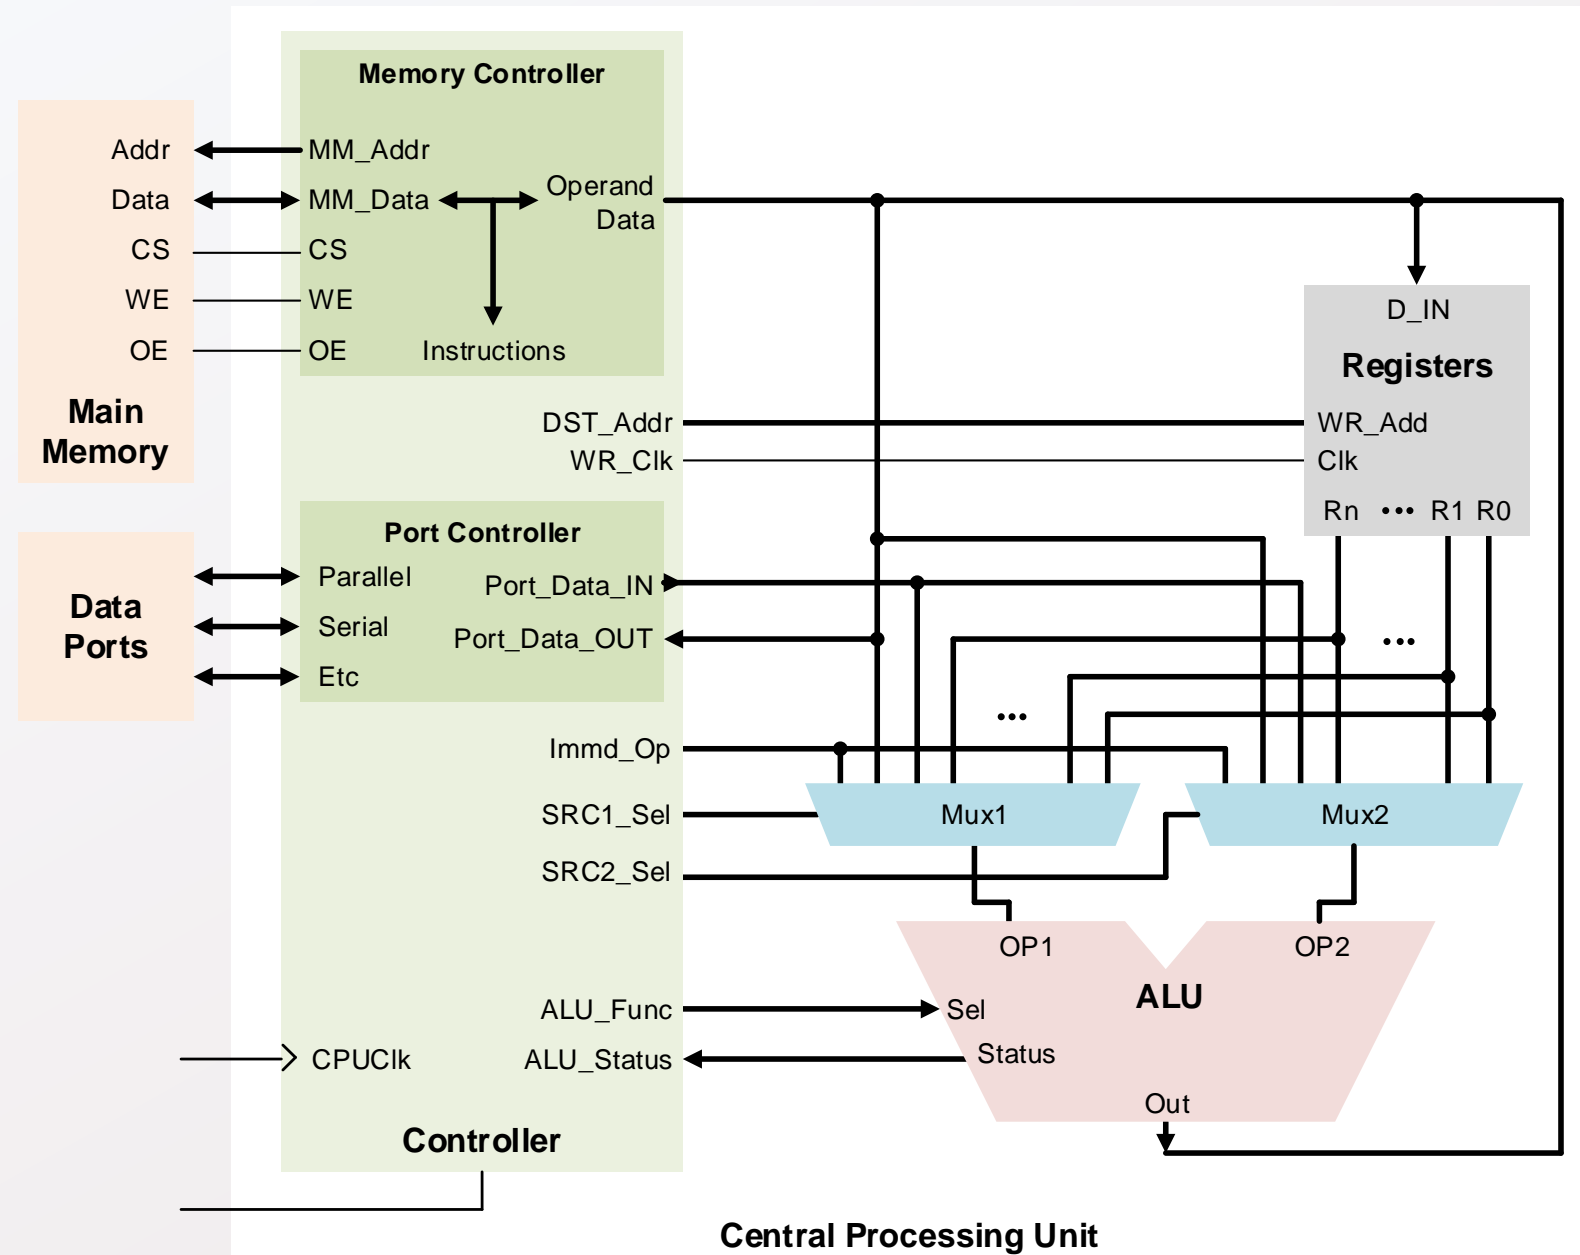 Memory Controller
Addr
MM_Addr
Data
MM_Data
Operand
Data
CS
CS
WE
WE
OE
OE
Instructions
Main
Memory
D_IN
Registers
DST_Addr
WR_Add
WR_Clk
Clk
Rn ••• R1 R0
Port Controller
Data
Ports
Parallel
Port_Data_IN
Serial
Port_Data_OUT
•••
Etc
•••
Immd_Op
SRC1_Sel
Mux1
Mux2
SRC2_Sel
OP1
OP2
ALU
ALU_Func
Sel
CPUClk
ALU_Status
Status
Out
Controller
Central Processing Unit